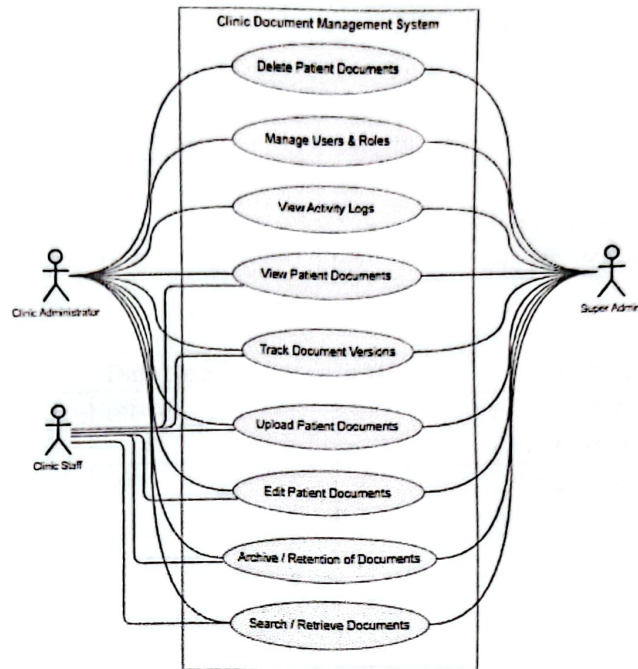 Clinic Document Management System
Delete Patient Documents
Manage Users & Roles
View Activity Logs
View Patient Documents
Clinic Administrator
Super Admin
Track Document Versions
Upload Patient Documents
Clinic Staff
Edit Patient Documents
Archive / Retention of Documents
Search / Retrieve Documents